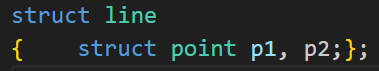 struct line
{    struct point p1, p2;};